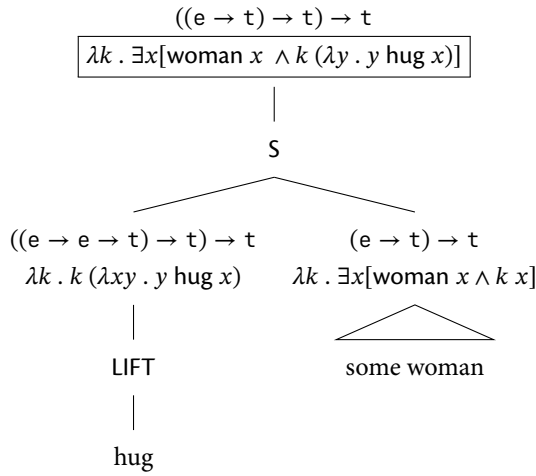 ((e → t) → t) → t
λk . ∃x[woman x ∧ k (λy . y hug x)]
S
((e → e → t) → t) → t
λk . k (λxy . y hug x)
(e → t) → t
λk . ∃x[woman x ∧ k x]
LIFT
some woman
hug